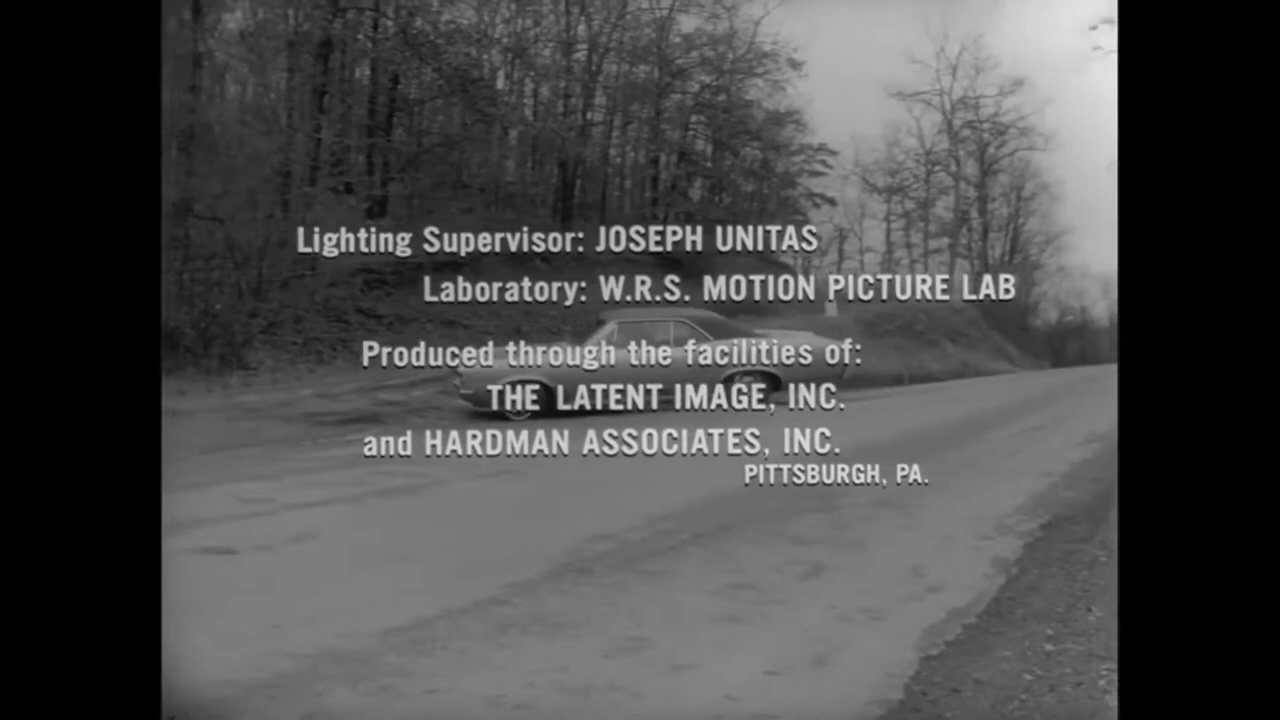 Lighting Supervisor: JOSEPH UNITAS
Laboratory: W.R.S. MOTION PICTURE LAB
Produced through the facilities of:
THE LATENT IMAGE, INC.
and HARDMAN ASSOCIATES, INC.
PITTSBURGH, PA.